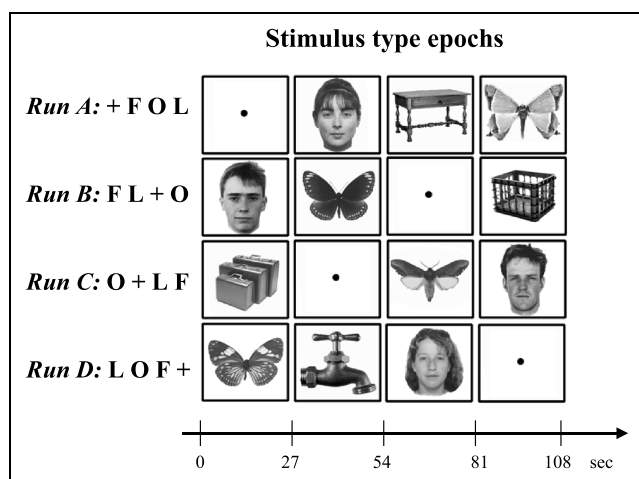 Stimulus type epochs
Run A: + F O L
Run B: F L + O
Run C: O + L F
Run D: L O F +
0 27 54 81 108 sec